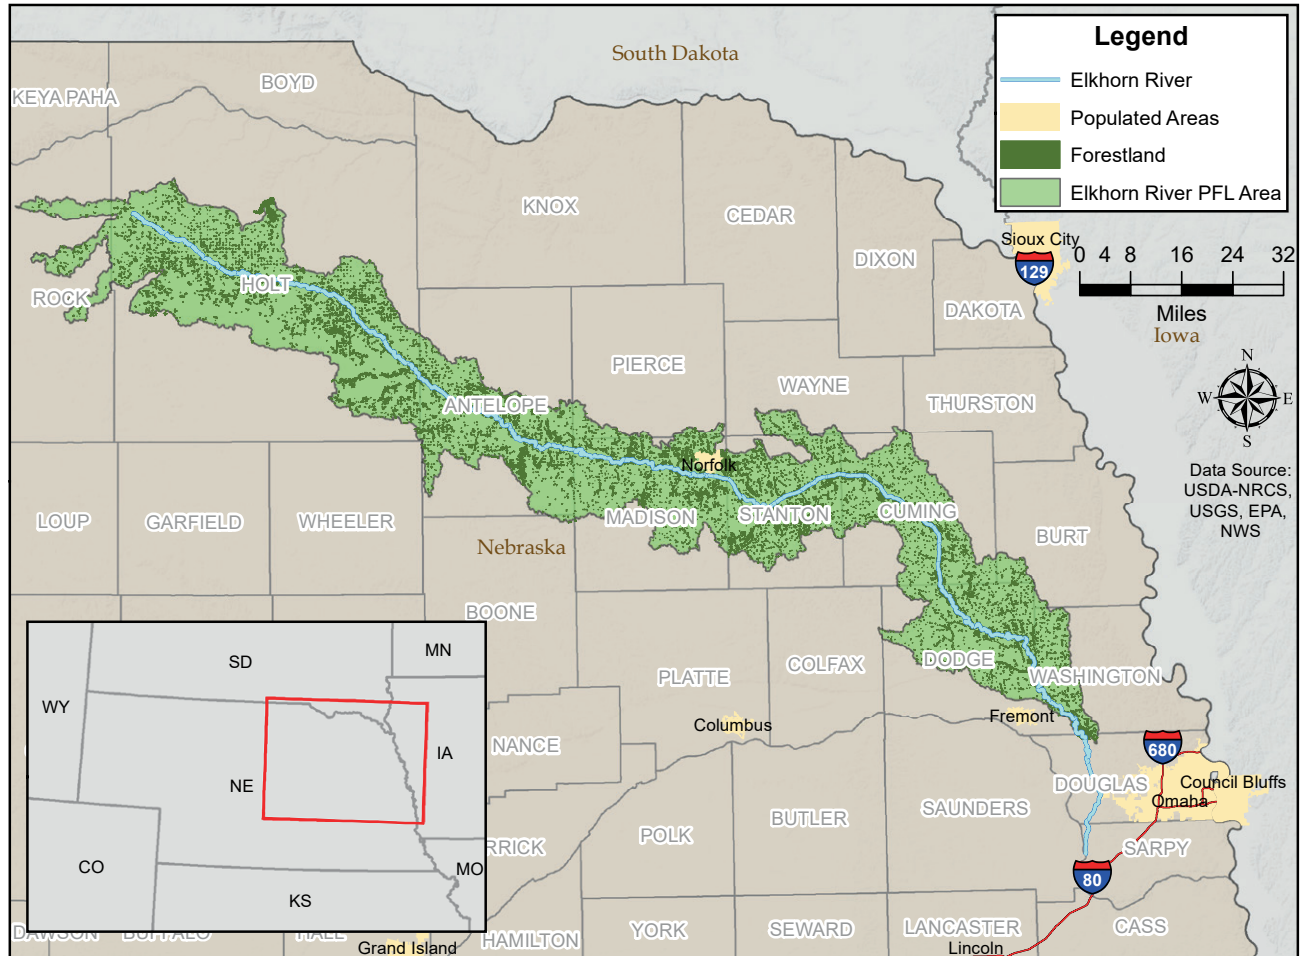 South Dakota
Legend
Elkhorn River
Populated Areas
Forestland
Elkhorn River PFL Area
KEYA PAHA
BOYD
KNOX
CEDAR
DIXON
DAKOTA
Sioux City
129
0 4 8 16 24 32
Miles
Iowa
ROCK
HOLT
PIERCE
WAYNE
THURSTON
N
W E
S
ANTELOPE
Norfolk
Data Source:
USDA-NRCS,
USGS, EPA,
NWS
LOUP
GARFIELD
WHEELER
MADISON
STANTON
CUMING
BURT
Nebraska
BOONE
PLATTE
COLFAX
DODGE
WASHINGTON
Columbus
Fremont
NANCE
680
DOUGLAS
Council Bluffs
Omaha
POLK
BUTLER
SAUNDERS
SARPY
RRICK
80
YORK
SEWARD
LANCASTER
CASS
Lincoln
HAMILTON
Grand Island
DAWSON
BUFFALO
HALL
SD
MN
WY
IA
NE
CO
KS
MO